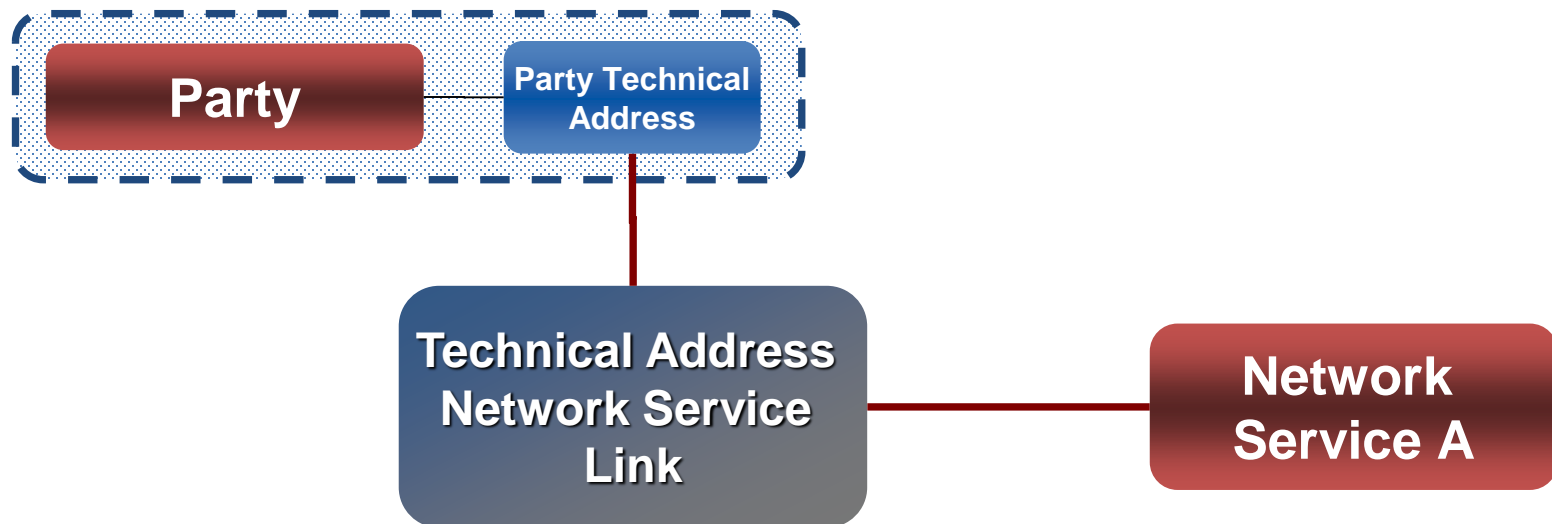 Party
Party Technical
Address
Technical Address
Network Service
Link
Network
Service A